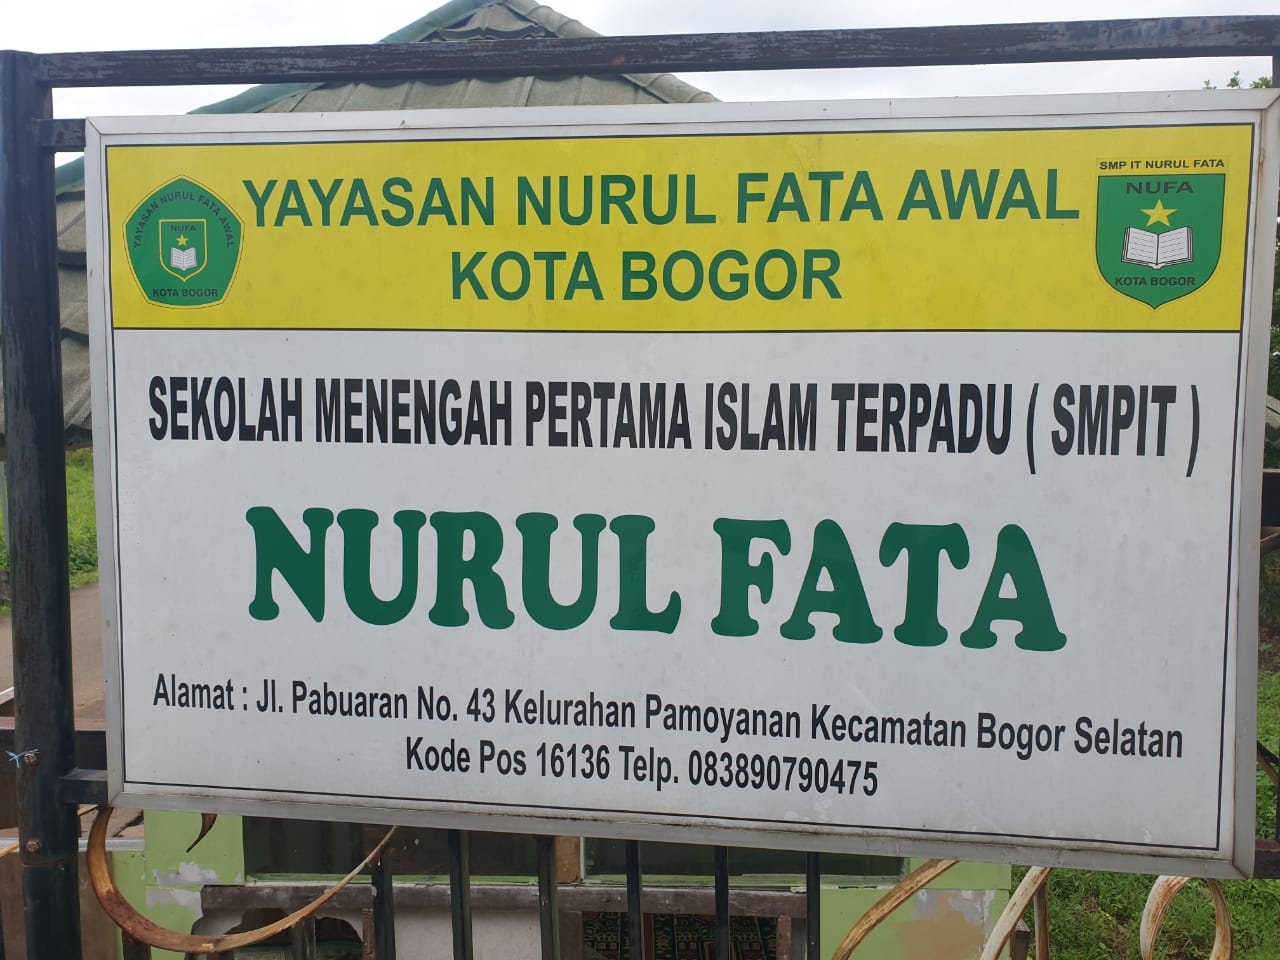 YAYASAN NURUL FATA AWAL
NUFA
KOTA BOGOR
YAYASAN NURUL FATA AWAL
KOTA BOGOR
SMP IT NURUL FATA
NUFA
KOTA BOGOR
SEKOLAH MENENGAH PERTAMA ISLAM TERPADU ( SMPIT )
NURUL FATA
Alamat : Jl. Pabuaran No. 43 Kelurahan Pamoyanan Kecamatan Bogor Selatan
Kode Pos 16136 Telp. 083890790475